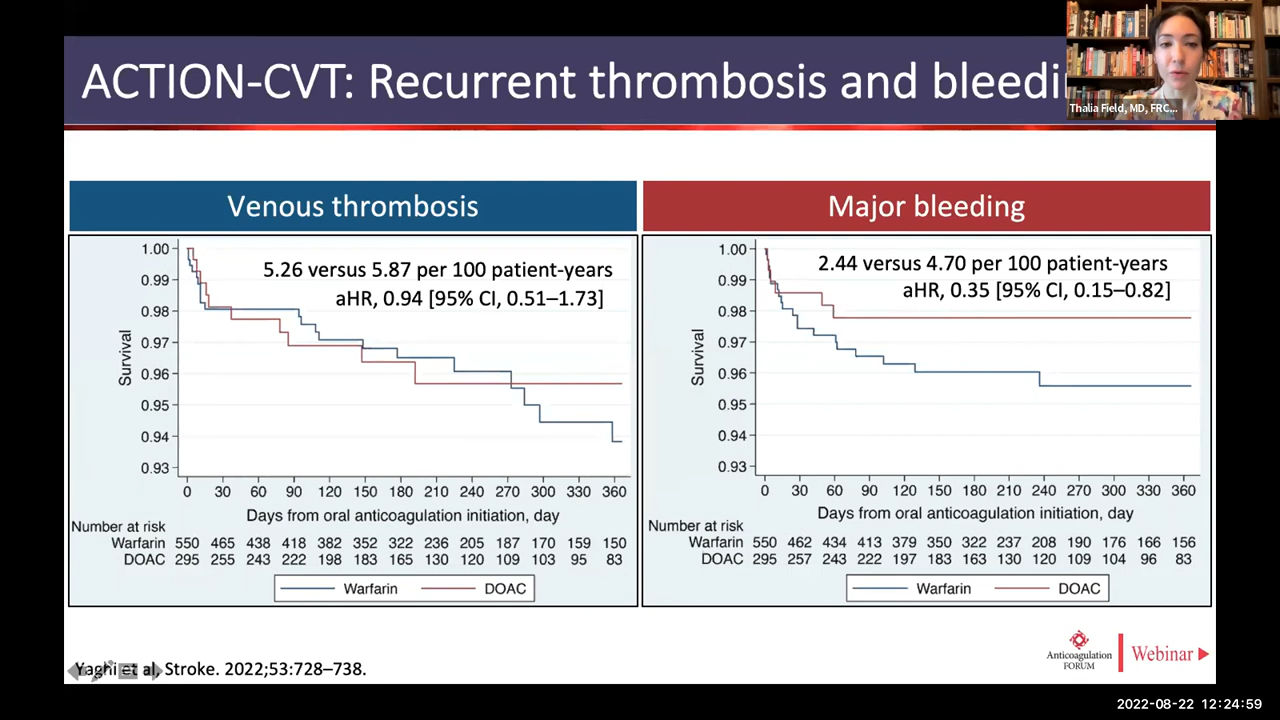 ACTION-CVT: Recurrent thrombosis and bleedi
Thalia Field, MD, FRC...
Venous thrombosis
5.26 versus 5.87 per 100 patient-years
aHR, 0.94 [95% CI, 0.51–1.73]
Survival
1.00
0.99
0.98
0.97
0.96
0.95
0.94
0.93
0 30 60 90 120 150 180 210 240 270 300 330 360
Days from oral anticoagulation initiation, day
Number at risk
Warfarin 550 465 438 418 382 352 322 236 205 187 170 159 150
DOAC 295 255 243 222 198 183 165 130 120 109 103 95 83
Warfarin DOAC
Major bleeding
2.44 versus 4.70 per 100 patient-years
aHR, 0.35 [95% CI, 0.15–0.82]
Survival
1.00
0.99
0.98
0.97
0.96
0.95
0.94
0.93
0 30 60 90 120 150 180 210 240 270 300 330 360
Days from oral anticoagulation initiation, day
Number at risk
Warfarin 550 462 434 413 379 350 322 237 208 190 176 166 156
DOAC 295 257 243 222 197 183 163 130 120 109 104 96 83
Warfarin DOAC
Yaghi et al, Stroke. 2022;53:728–738.
Anticoagulation
FORUM
Webinar
2022-08-22 12:24:59